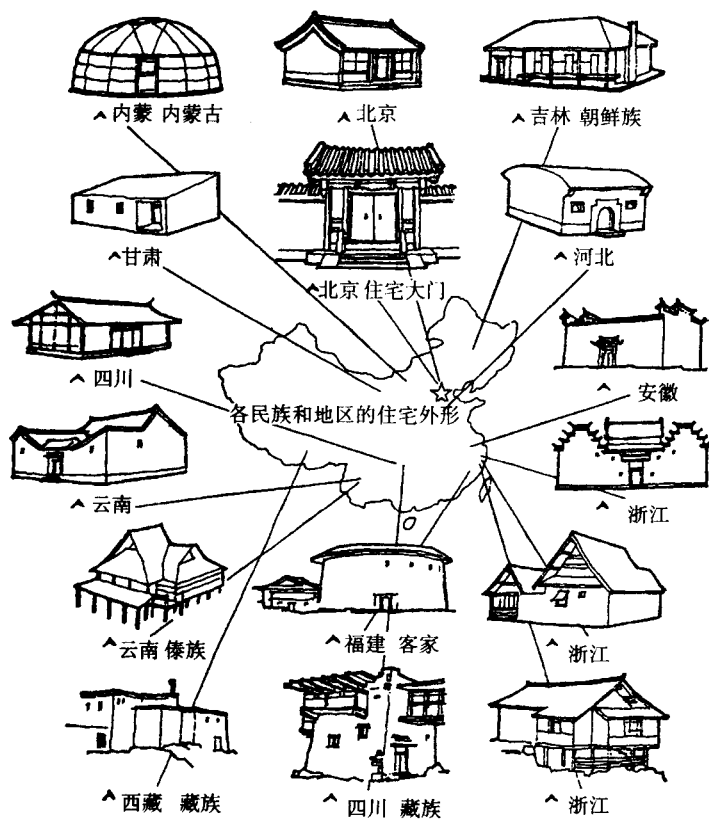 内蒙 内蒙古
北京
吉林 朝鲜族
甘肃
北京 住宅大门
河北
四川
安徽
各民族和地区的住宅外形
云南
浙江
云南 傣族
福建 客家
浙江
西藏 藏族
四川 藏族
浙江